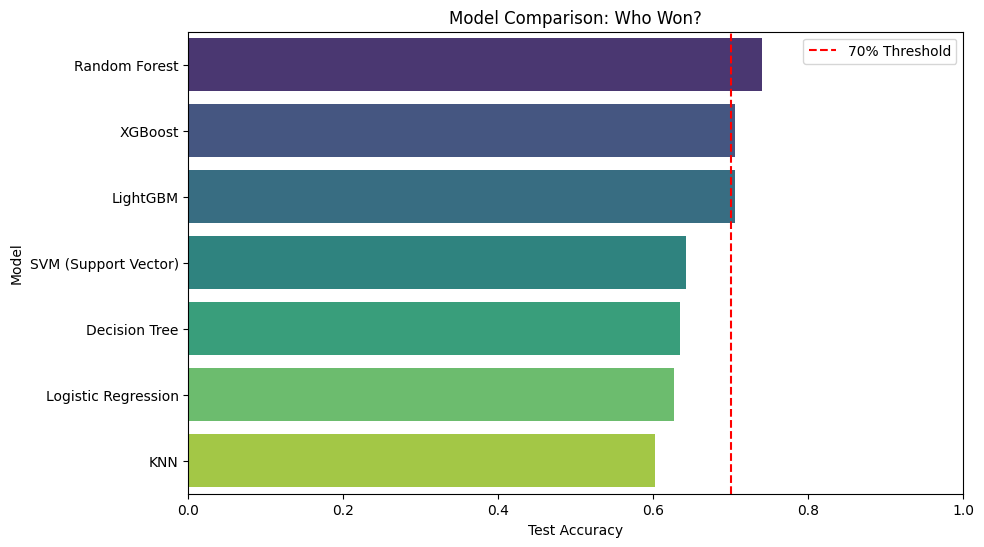 Model Comparison: Who Won?
70% Threshold
Model
Random Forest
XGBoost
LightGBM
SVM (Support Vector)
Decision Tree
Logistic Regression
KNN
0.0
0.2
0.4
0.6
0.8
1.0
Test Accuracy